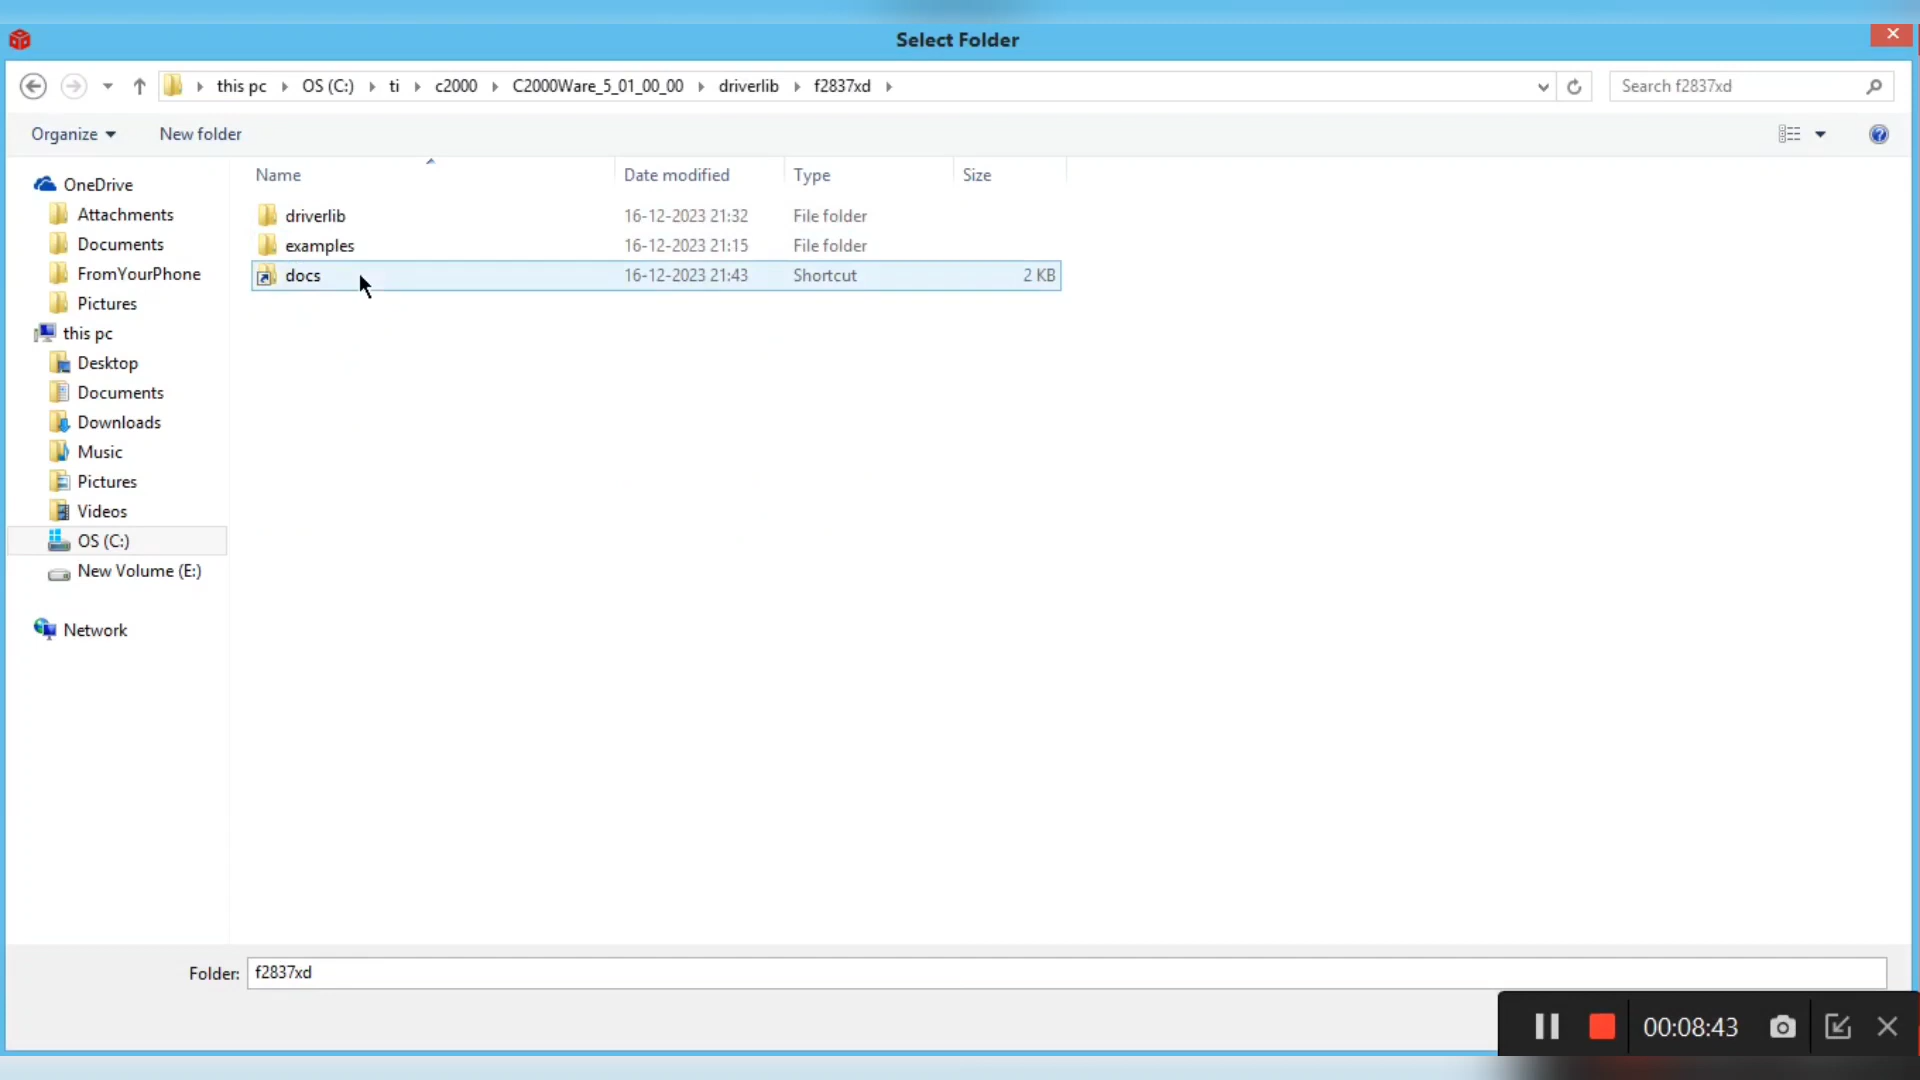 Select Folder
this pc OS (C:) ti c2000 C2000Ware_5_01_00_00 driverlib f2837xd Search f2837xd
Organize New folder
Name Date modified Type Size
driverlib 16-12-2023 21:32 File folder
examples 16-12-2023 21:15 File folder
docs 16-12-2023 21:43 Shortcut 2 KB
OneDrive
Attachments
Documents
FromYourPhone
Pictures
this pc
Desktop
Documents
Downloads
Music
Pictures
Videos
OS (C:)
New Volume (E:)
Network
Folder: f2837xd
00:08:43